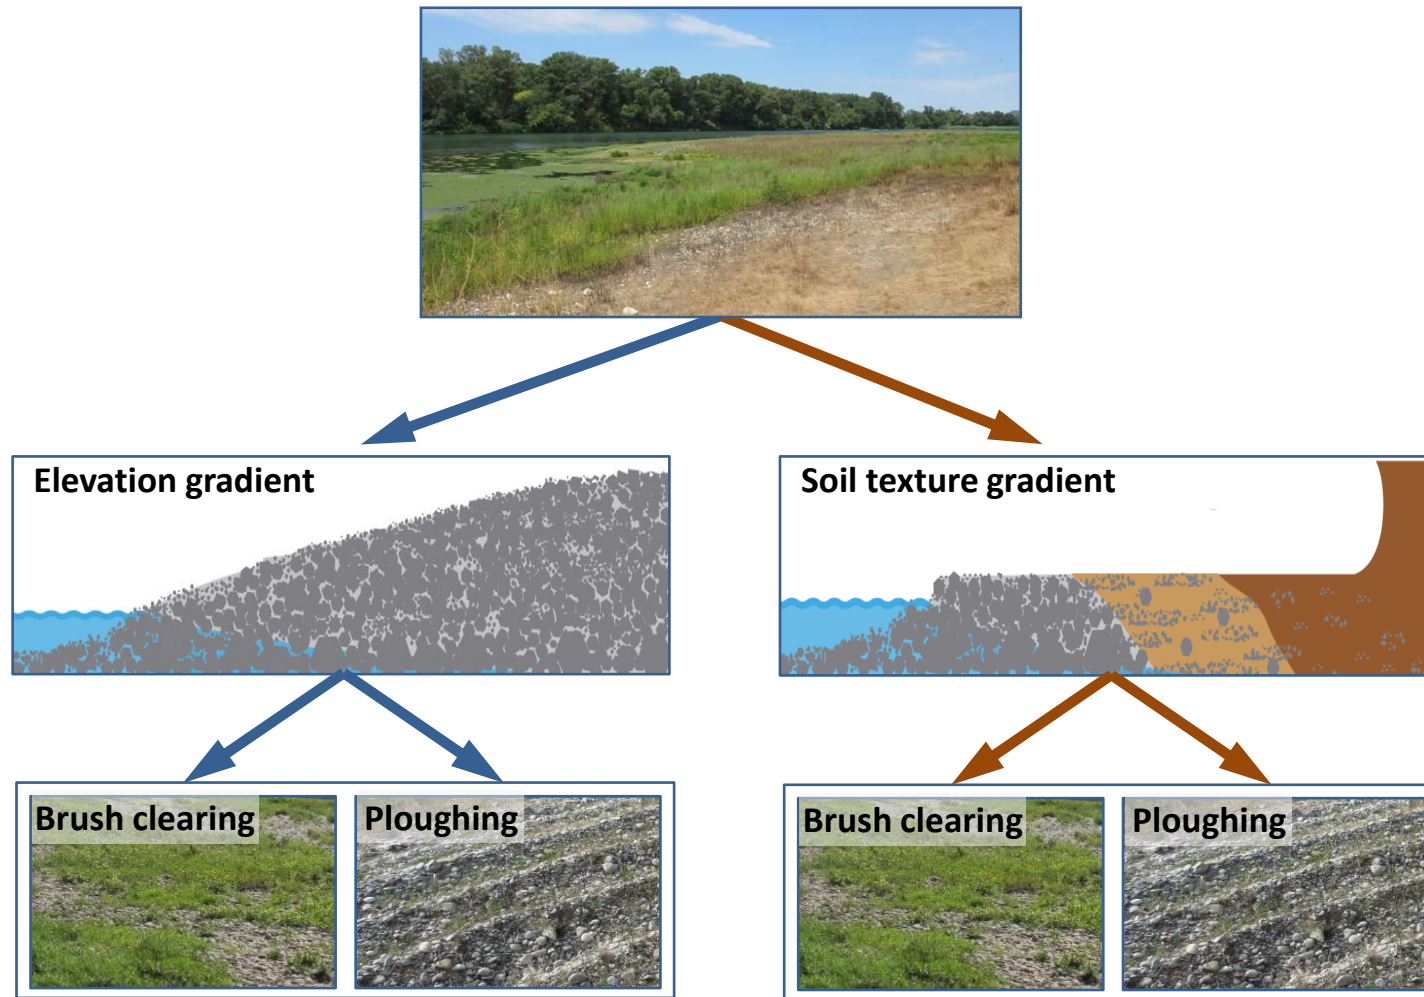 Elevation gradient
Soil texture gradient
Brush clearing
Ploughing
Brush clearing
Ploughing